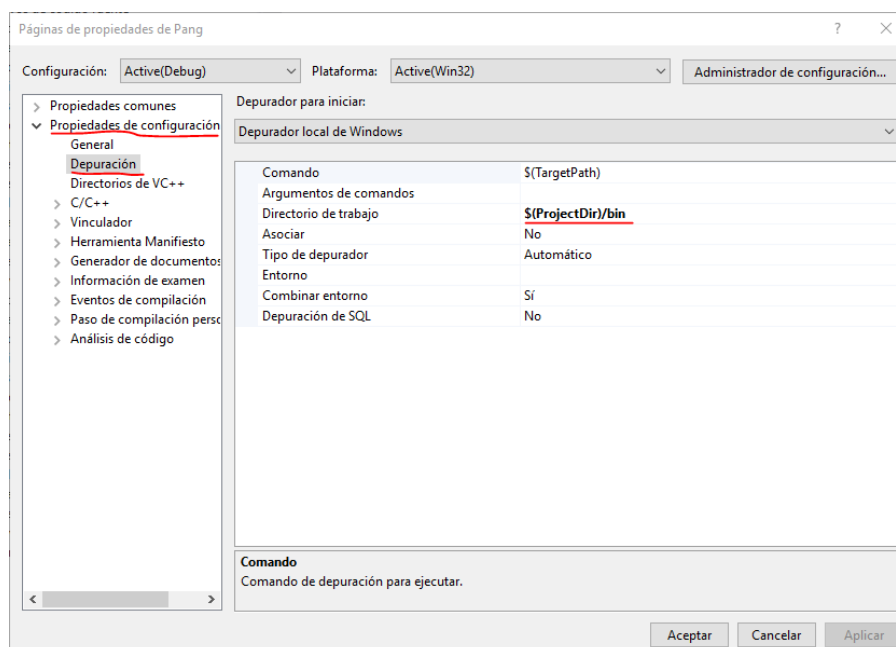 Páginas de propiedades de Pang
?
Configuración: Active(Debug) Plataforma: Active(Win32) Administrador de configuración...
Propiedades comunes
Propiedades de configuración
General
Depuración
Directorios de VC++
C/C++
Vinculador
Herramienta Manifiesto
Generador de documentos
Información de examen
Eventos de compilación
Paso de compilación perso
Análisis de código
Depurador para iniciar:
Depurador local de Windows
Comando $(TargetPath)
Argumentos de comandos
Directorio de trabajo $(ProjectDir)/bin
Asociar No
Tipo de depurador Automático
Entorno
Combinar entorno Sí
Depuración de SQL No
Comando
Comando de depuración para ejecutar.
Aceptar Cancelar Aplicar